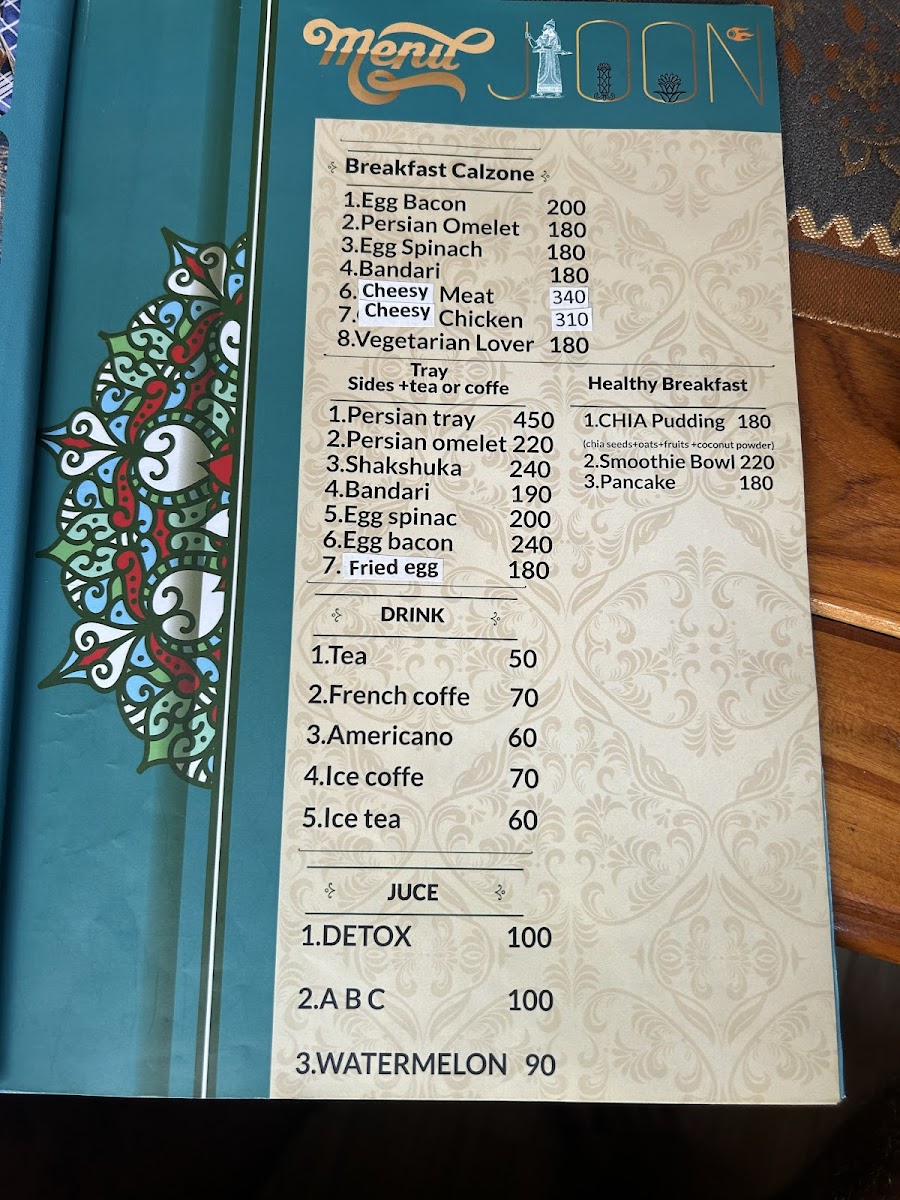 Menu JOON
Breakfast Calzone
1.Egg Bacon 200
2.Persian Omelet 180
3.Egg Spinach 180
4.Bandari 180
6. Cheesy Meat 340
7. Cheesy Chicken 310
8.Vegetarian Lover 180
Tray
Sides +tea or coffe
1.Persian tray 450
2.Persian omelet 220
3.Shakshuka 240
4.Bandari 190
5.Egg spinac 200
6.Egg bacon 240
7. Fried egg 180
Healthy Breakfast
1.CHIA Pudding 180
(chia seeds+oats+fruits +coconut powder)
2.Smoothie Bowl 220
3.Pancake 180
DRINK
1.Tea 50
2.French coffe 70
3.Americano 60
4.Ice coffe 70
5.Ice tea 60
JUCE
1.DETOX 100
2.A B C 100
3.WATERMELON 90